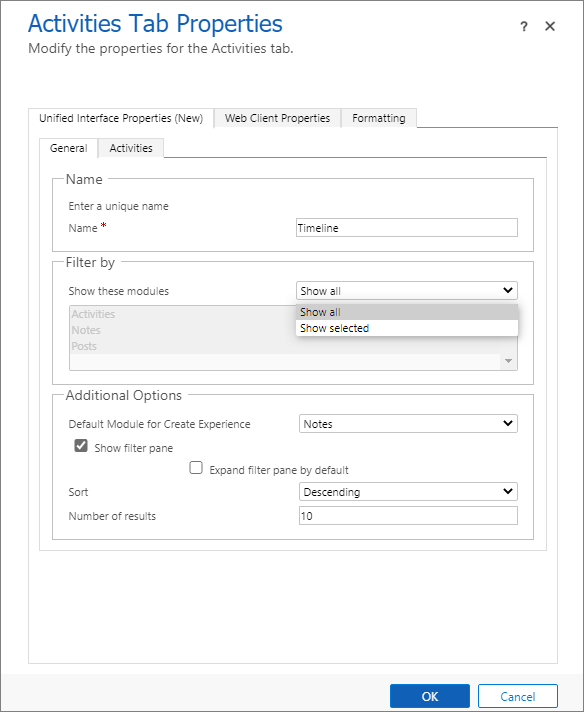 Activities Tab Properties
? ✕
Modify the properties for the Activities tab.
Unified Interface Properties (New) Web Client Properties Formatting
General Activities
Name
Enter a unique name
Name * Timeline
Filter by
Show these modules Show all
Activities Show all
Notes Show selected
Posts
Additional Options
Default Module for Create Experience Notes
Show filter pane
Expand filter pane by default
Sort Descending
Number of results 10
OK Cancel